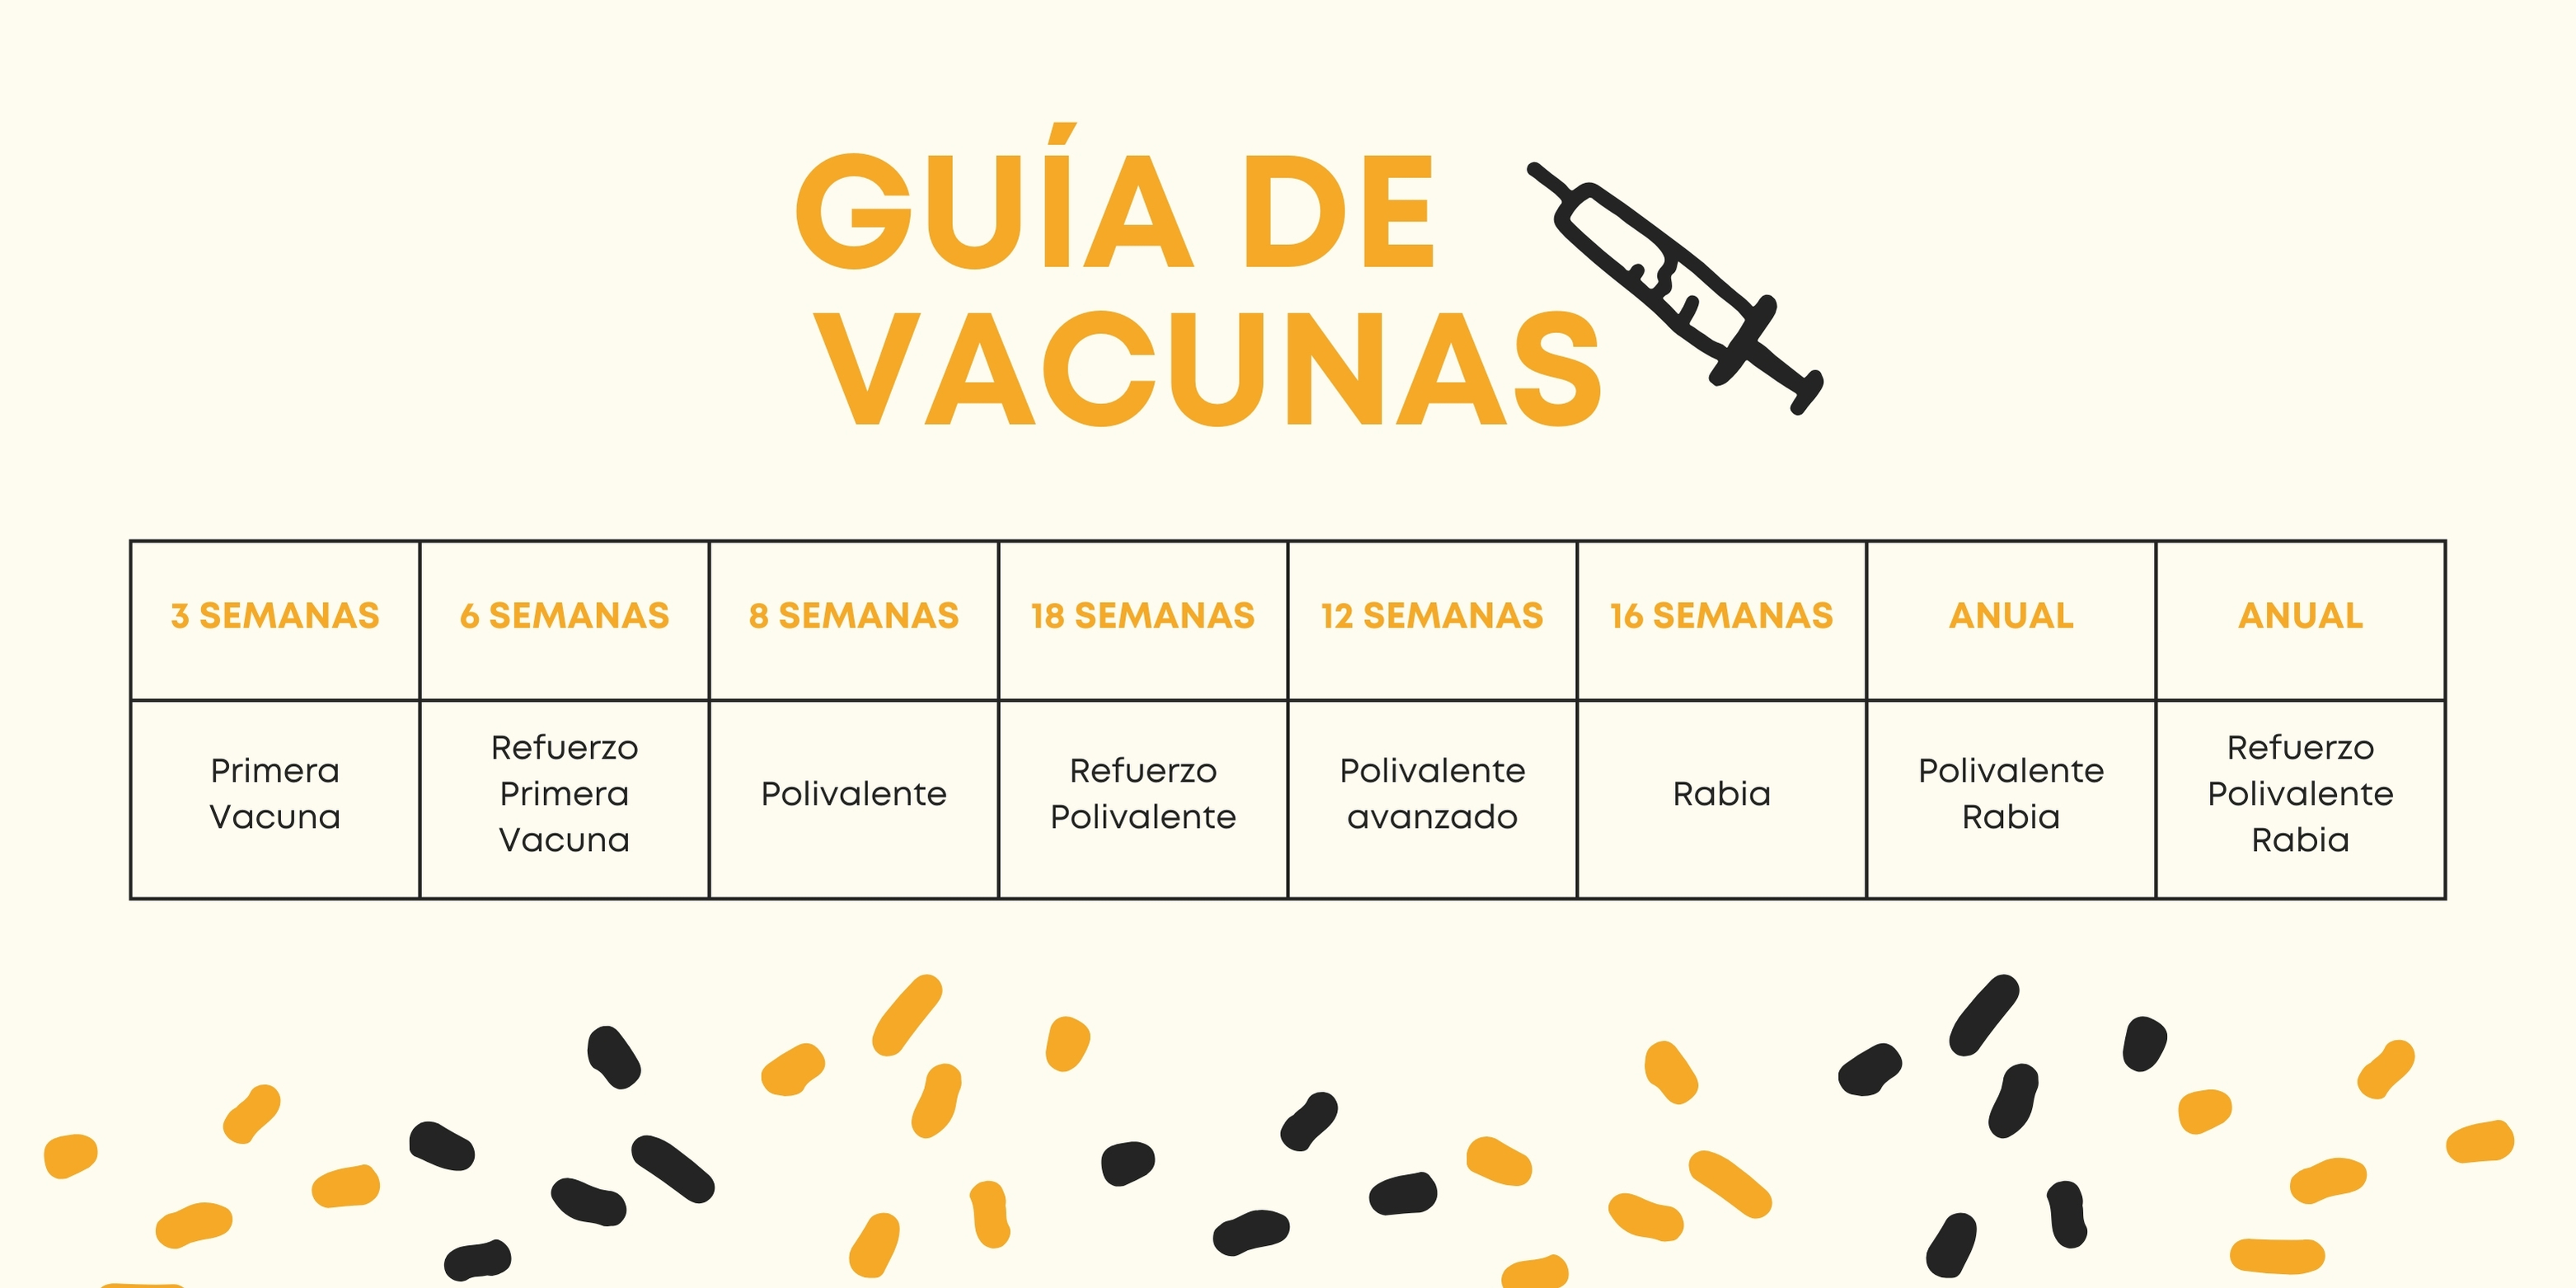 GUÍA DE
VACUNAS
3 SEMANAS
6 SEMANAS
8 SEMANAS
18 SEMANAS
12 SEMANAS
16 SEMANAS
ANUAL
ANUAL
Primera
Vacuna
Refuerzo
Primera
Vacuna
Polivalente
Refuerzo
Polivalente
Polivalente
avanzado
Rabia
Polivalente
Rabia
Refuerzo
Polivalente
Rabia